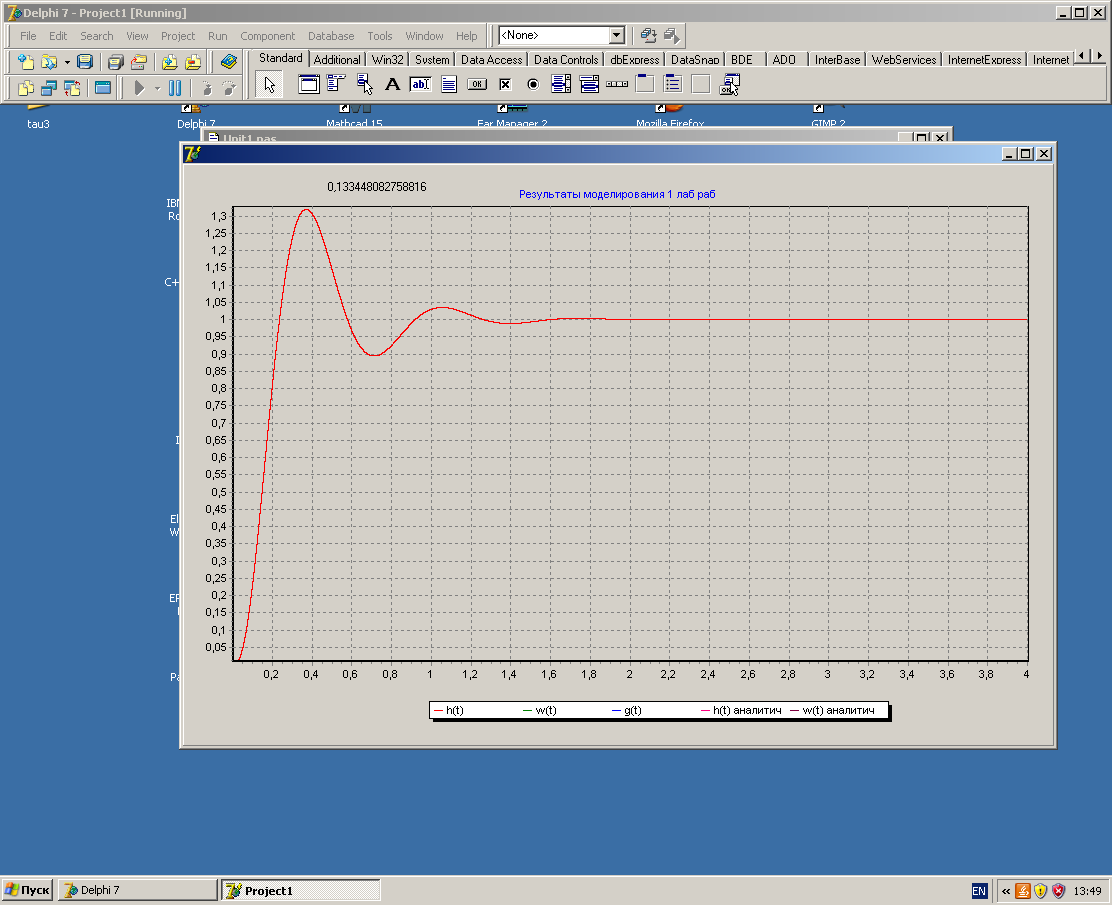 Delphi 7 - Project1 [Running]
File Edit Search View Project Run Component Database Tools Window Help
<None>
Standard Additional Win32 System Data Access Data Controls dbExpress DataSnap BDE ADO InterBase WebServices InternetExpress Internet
tau3
Delphi 7
Mathcad 15
Far Manager 2
Mozilla Firefox
GIMP 2
Unit1.pas
0,133448082758816
Результаты моделирования 1 лаб раб
1,3
1,25
1,2
1,15
1,1
1,05
1
0,95
0,9
0,85
0,8
0,75
0,7
0,65
0,6
0,55
0,5
0,45
0,4
0,35
0,3
0,25
0,2
0,15
0,1
0,05
0,2 0,4 0,6 0,8 1 1,2 1,4 1,6 1,8 2 2,2 2,4 2,6 2,8 3 3,2 3,4 3,6 3,8 4
h(t) w(t) g(t) h(t) аналитич w(t) аналитич
Пуск Delphi 7 Project1 EN 13:49